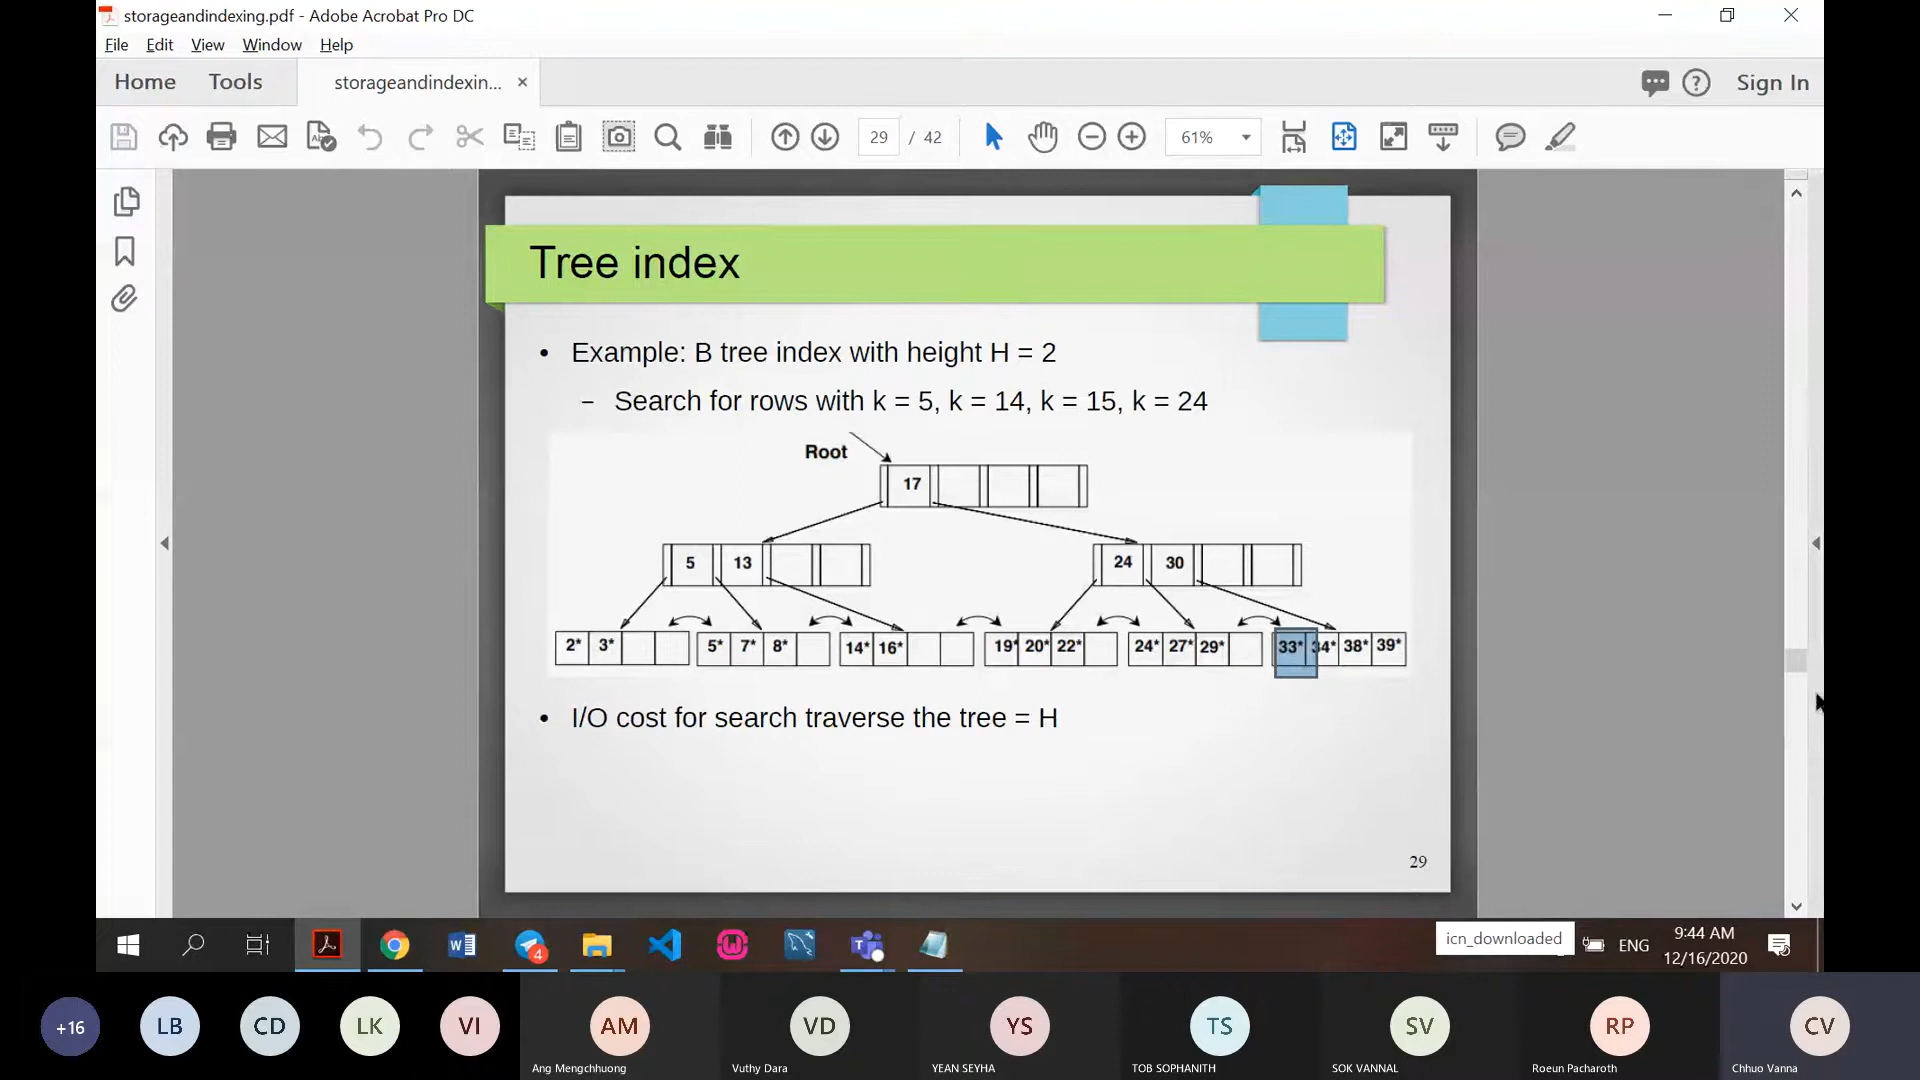 storageandindexing.pdf - Adobe Acrobat Pro DC
File Edit View Window Help
Home Tools storageandindexin... × Sign In
29 / 42 61%
Tree index
• Example: B tree index with height H = 2
– Search for rows with k = 5, k = 14, k = 15, k = 24
Root
17
5 13 24 30
2* 3* 5* 7* 8* 14* 16* 19* 20* 22* 24* 27* 29* 33* 34* 38* 39*
• I/O cost for search traverse the tree = H
29
icn_downloaded
4
ENG
9:44 AM
12/16/2020
+16 LB CD LK VI AM VD YS TS SV RP CV
Ang Mengchhuong Vuthy Dara YEAN SEYHA TOB SOPHANITH SOK VANNAL Roeun Pacharoth Chhuo Vanna